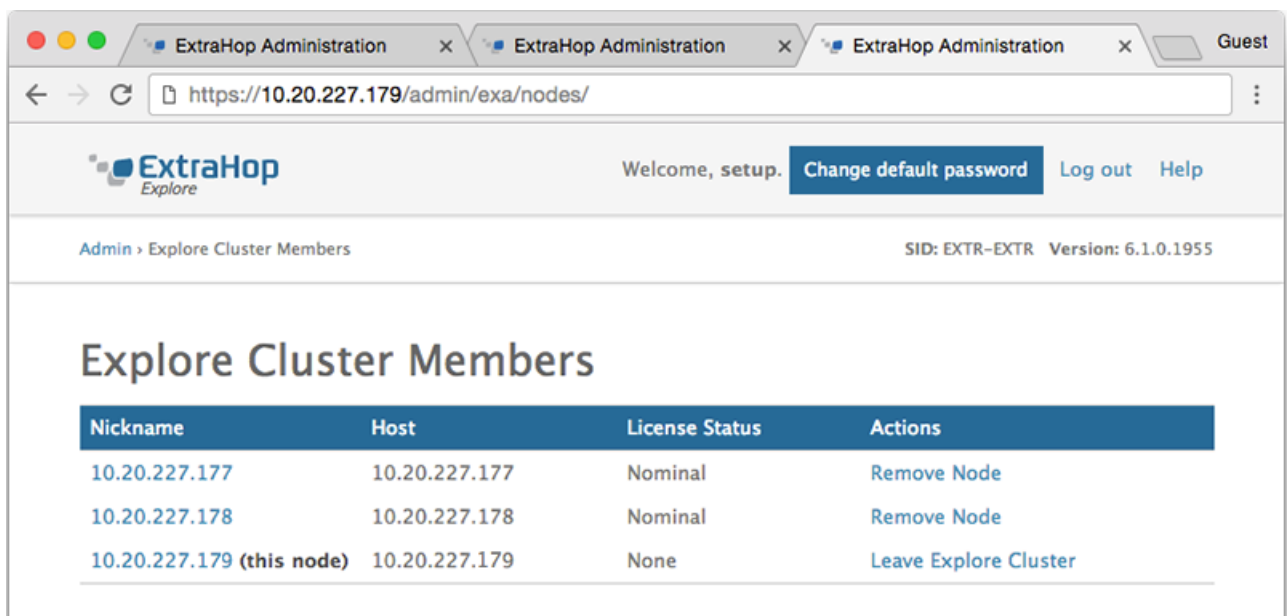 ExtraHop Administration × ExtraHop Administration × ExtraHop Administration × Guest
https://10.20.227.179/admin/exa/nodes/
ExtraHop
Explore
Welcome, setup. Change default password Log out Help
Admin › Explore Cluster Members SID: EXTR-EXTR Version: 6.1.0.1955
Explore Cluster Members
Nickname Host License Status Actions
10.20.227.177 10.20.227.177 Nominal Remove Node
10.20.227.178 10.20.227.178 Nominal Remove Node
10.20.227.179 (this node) 10.20.227.179 None Leave Explore Cluster